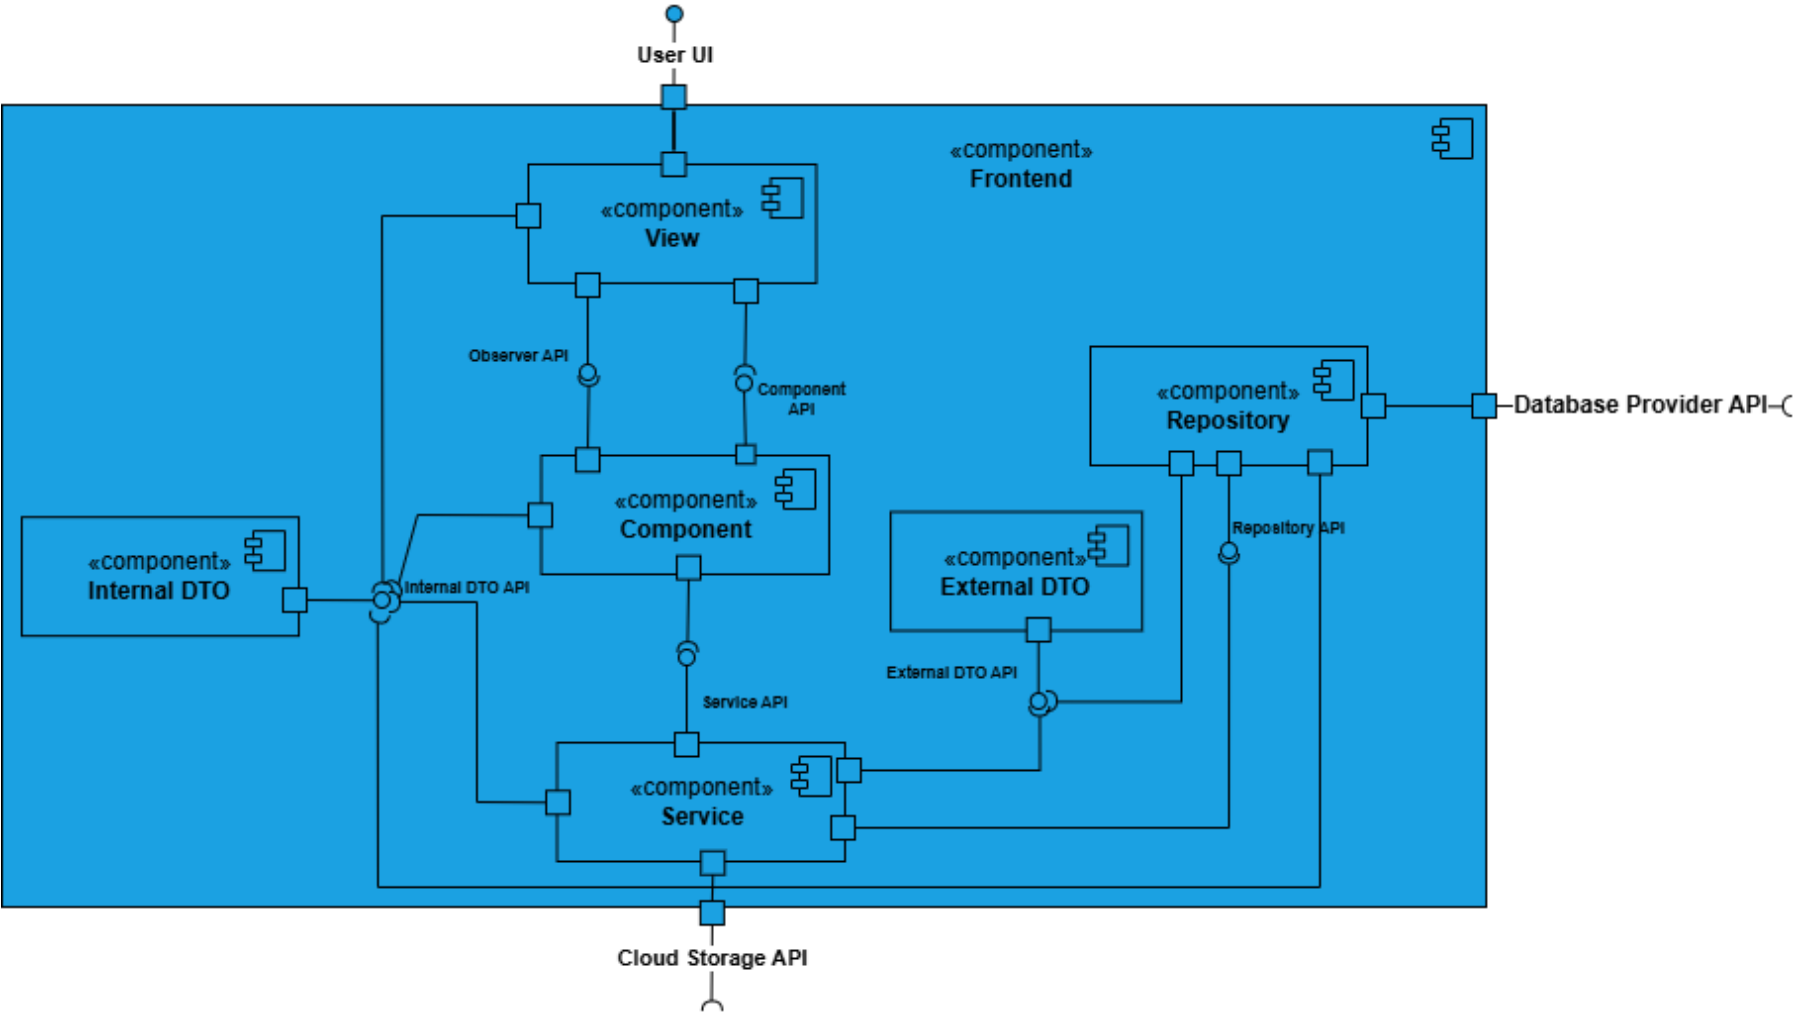 User UI
«component»
Frontend
«component»
View
Observer API
Component
API
«component»
Repository
Database Provider API
«component»
Component
Repository API
«component»
Internal DTO
Internal DTO API
«component»
External DTO
External DTO API
Service API
«component»
Service
Cloud Storage API